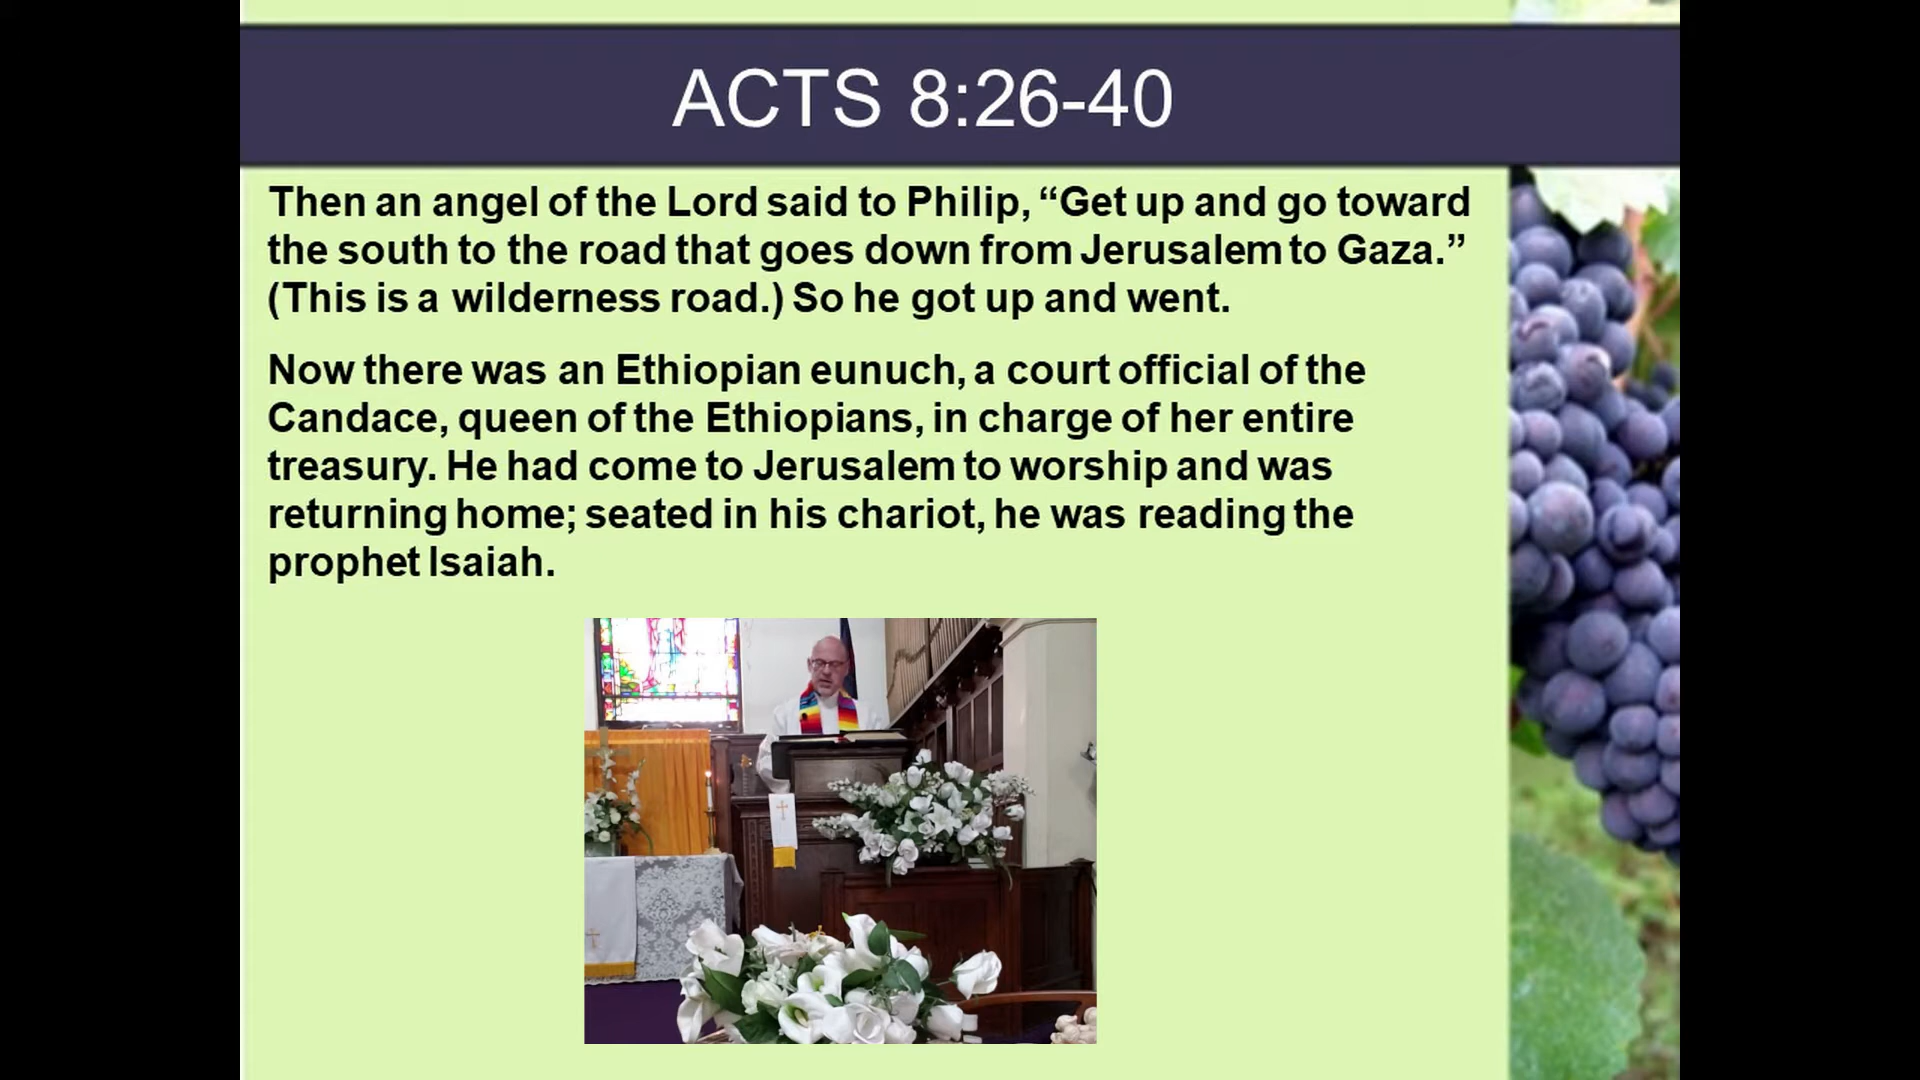 ACTS 8:26-40
Then an angel of the Lord said to Philip, “Get up and go toward
the south to the road that goes down from Jerusalem to Gaza.”
(This is a wilderness road.) So he got up and went.
Now there was an Ethiopian eunuch, a court official of the
Candace, queen of the Ethiopians, in charge of her entire
treasury. He had come to Jerusalem to worship and was
returning home; seated in his chariot, he was reading the
prophet Isaiah.